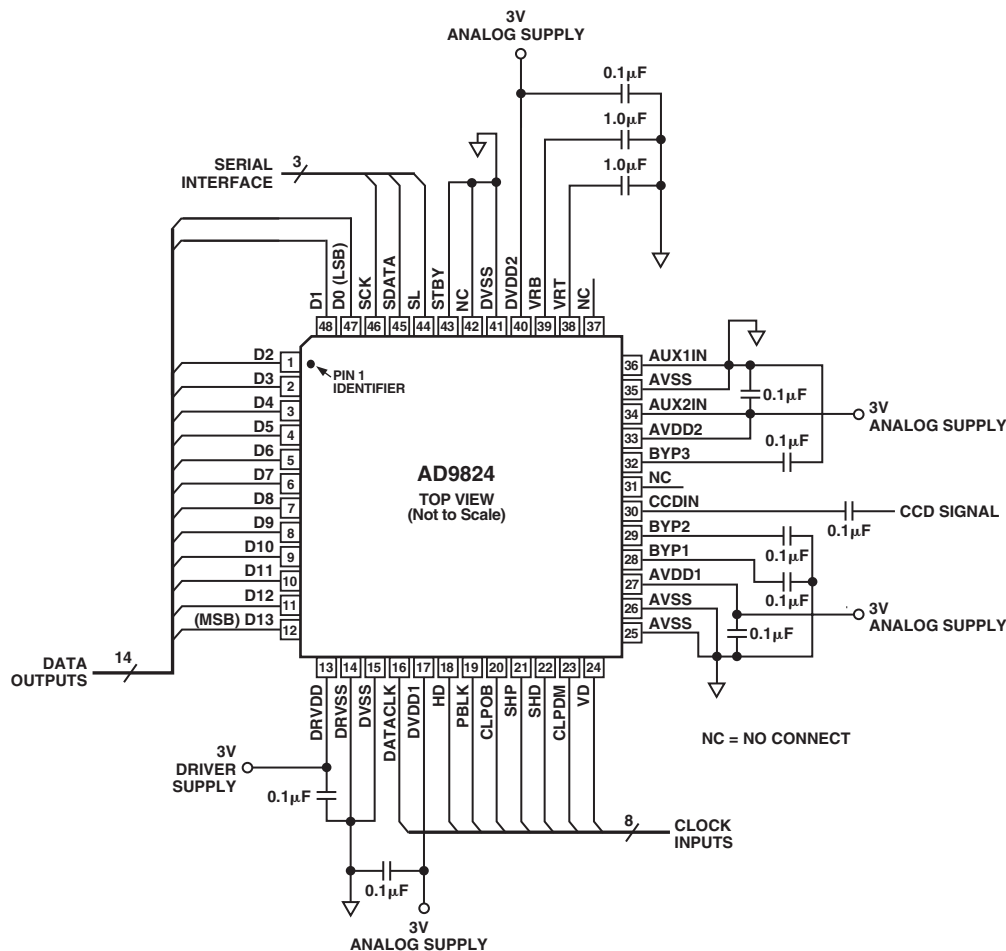 3V
ANALOG SUPPLY
0.1µF
1.0µF
1.0µF
SERIAL
INTERFACE
3
D1
D0 (LSB)
SCK
SDATA
SL
STBY
NC
DVSS
DVDD2
VRB
VRT
NC
48
47
46
45
44
43
42
41
40
39
38
37
D2
1
D3
2
D4
3
D5
4
D6
5
D7
6
D8
7
D9
8
D10
9
D11
10
D12
11
(MSB) D13
12
PIN 1
IDENTIFIER
AD9824
TOP VIEW
(Not to Scale)
36
AUX1IN
35
AVSS
34
AUX2IN
33
AVDD2
32
BYP3
31
NC
30
CCDIN
29
BYP2
28
BYP1
27
AVDD1
26
AVSS
25
AVSS
0.1µF
3V
ANALOG SUPPLY
0.1µF
0.1µF
CCD SIGNAL
0.1µF
0.1µF
3V
ANALOG SUPPLY
0.1µF
DATA
OUTPUTS
14
13
14
15
16
17
18
19
20
21
22
23
24
DRVDD
DRVSS
DVSS
DATACLK
DVDD1
HD
PBLK
CLPOB
SHP
SHD
CLPDM
VD
NC = NO CONNECT
3V
DRIVER
SUPPLY
0.1µF
8
CLOCK
INPUTS
0.1µF
3V
ANALOG SUPPLY